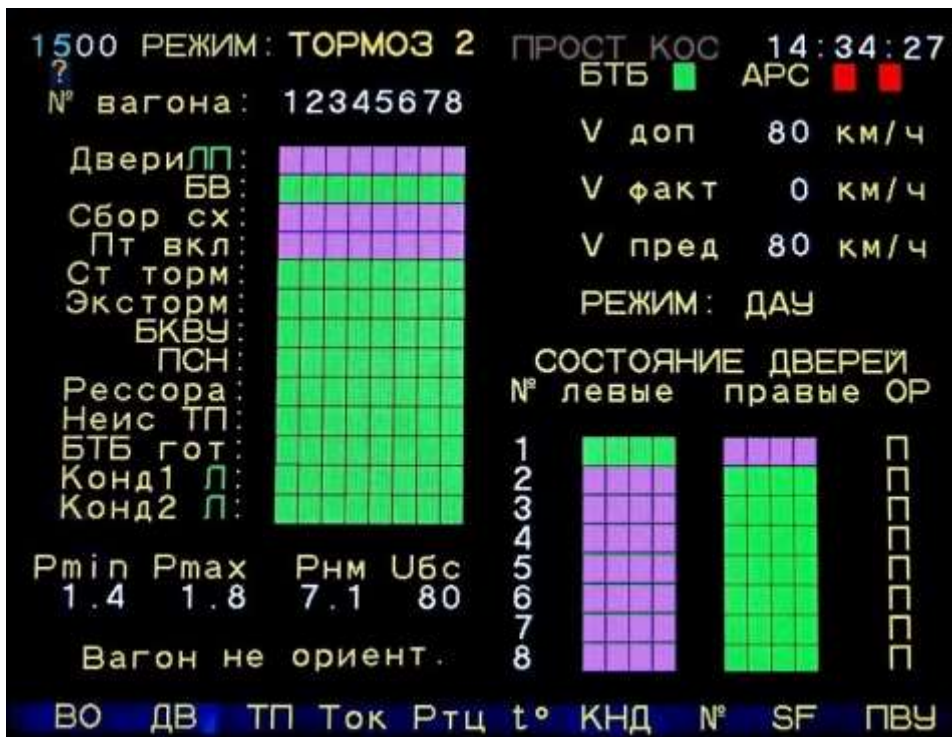 1500 РЕЖИМ: ТОРМОЗ 2 ПРОСТ КОС 14:34:27
?
БТБ АРС
№ вагона: 12345678
V доп 80 км/ч
ДвериЛП:
БВ:
V факт 0 км/ч
Сбор сх:
Пт вкл:
V пред 80 км/ч
Ст торм:
Эксторм:
РЕЖИМ: ДАУ
БКВУ:
ПСН:
СОСТОЯНИЕ ДВЕРЕЙ
Рессора:
№ левые правые ОР
Неис ТП:
БТБ гот:
1 П
Конд1 Л:
2 П
Конд2 Л:
3 П
4 П
Pmin Pmax Рнм Uбс
5 П
1.4 1.8 7.1 80
6 П
7 П
Вагон не ориент.
8 П
ВО ДВ ТП Ток Ртц t° КНД № SF ПВУ